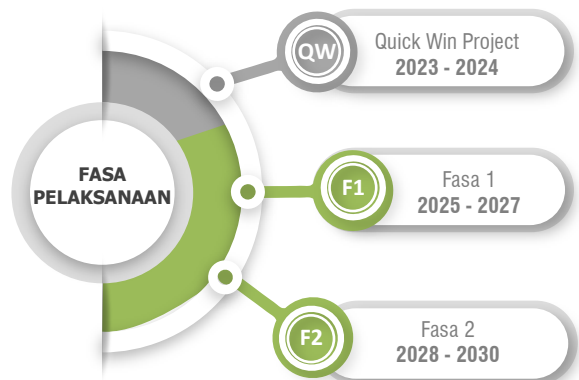 FASA
PELAKSANAAN
QW
Quick Win Project
2023 - 2024
F1
Fasa 1
2025 - 2027
F2
Fasa 2
2028 - 2030